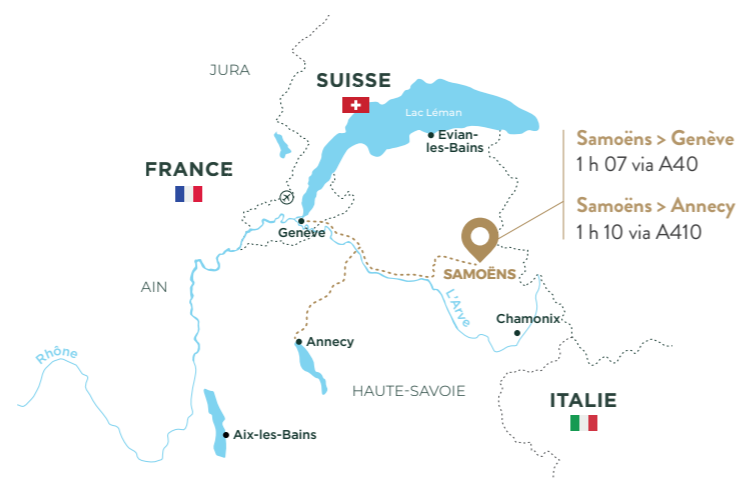 JURA
SUISSE
Lac Léman
Evian-
les-Bains
Samoëns > Genève
1 h 07 via A40
Samoëns > Annecy
1 h 10 via A410
FRANCE
Genève
SAMOËNS
AIN
L'Arve
Chamonix
Rhône
Annecy
HAUTE-SAVOIE
ITALIE
Aix-les-Bains